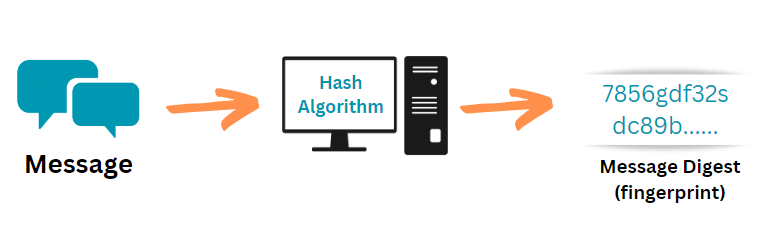 Message
Hash
Algorithm
7856gdf32s
dc89b......
Message Digest
(fingerprint)